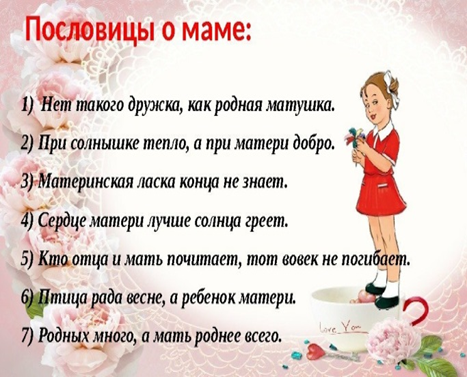 Пословицы о маме:
1) Нет такого дружка, как родная матушка.
2) При солнышке тепло, а при матери добро.
3) Материнская ласка конца не знает.
4) Сердце матери лучше солнца греет.
5) Кто отца и мать почитает, тот вовек не погибает.
6) Птица рада весне, а ребенок матери.
7) Родных много, а мать роднее всего.
Love You